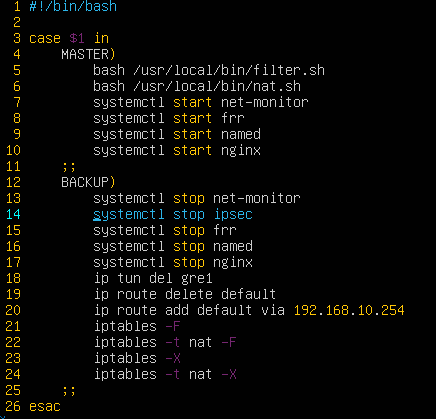 1 #!/bin/bash
2
3 case $1 in
4     MASTER)
5         bash /usr/local/bin/filter.sh
6         bash /usr/local/bin/nat.sh
7         systemctl start net-monitor
8         systemctl start frr
9         systemctl start named
10         systemctl start nginx
11     ;;
12     BACKUP)
13         systemctl stop net-monitor
14         systemctl stop ipsec
15         systemctl stop frr
16         systemctl stop named
17         systemctl stop nginx
18         ip tun del gre1
19         ip route delete default
20         ip route add default via 192.168.10.254
21         iptables -F
22         iptables -t nat -F
23         iptables -X
24         iptables -t nat -X
25     ;;
26 esac